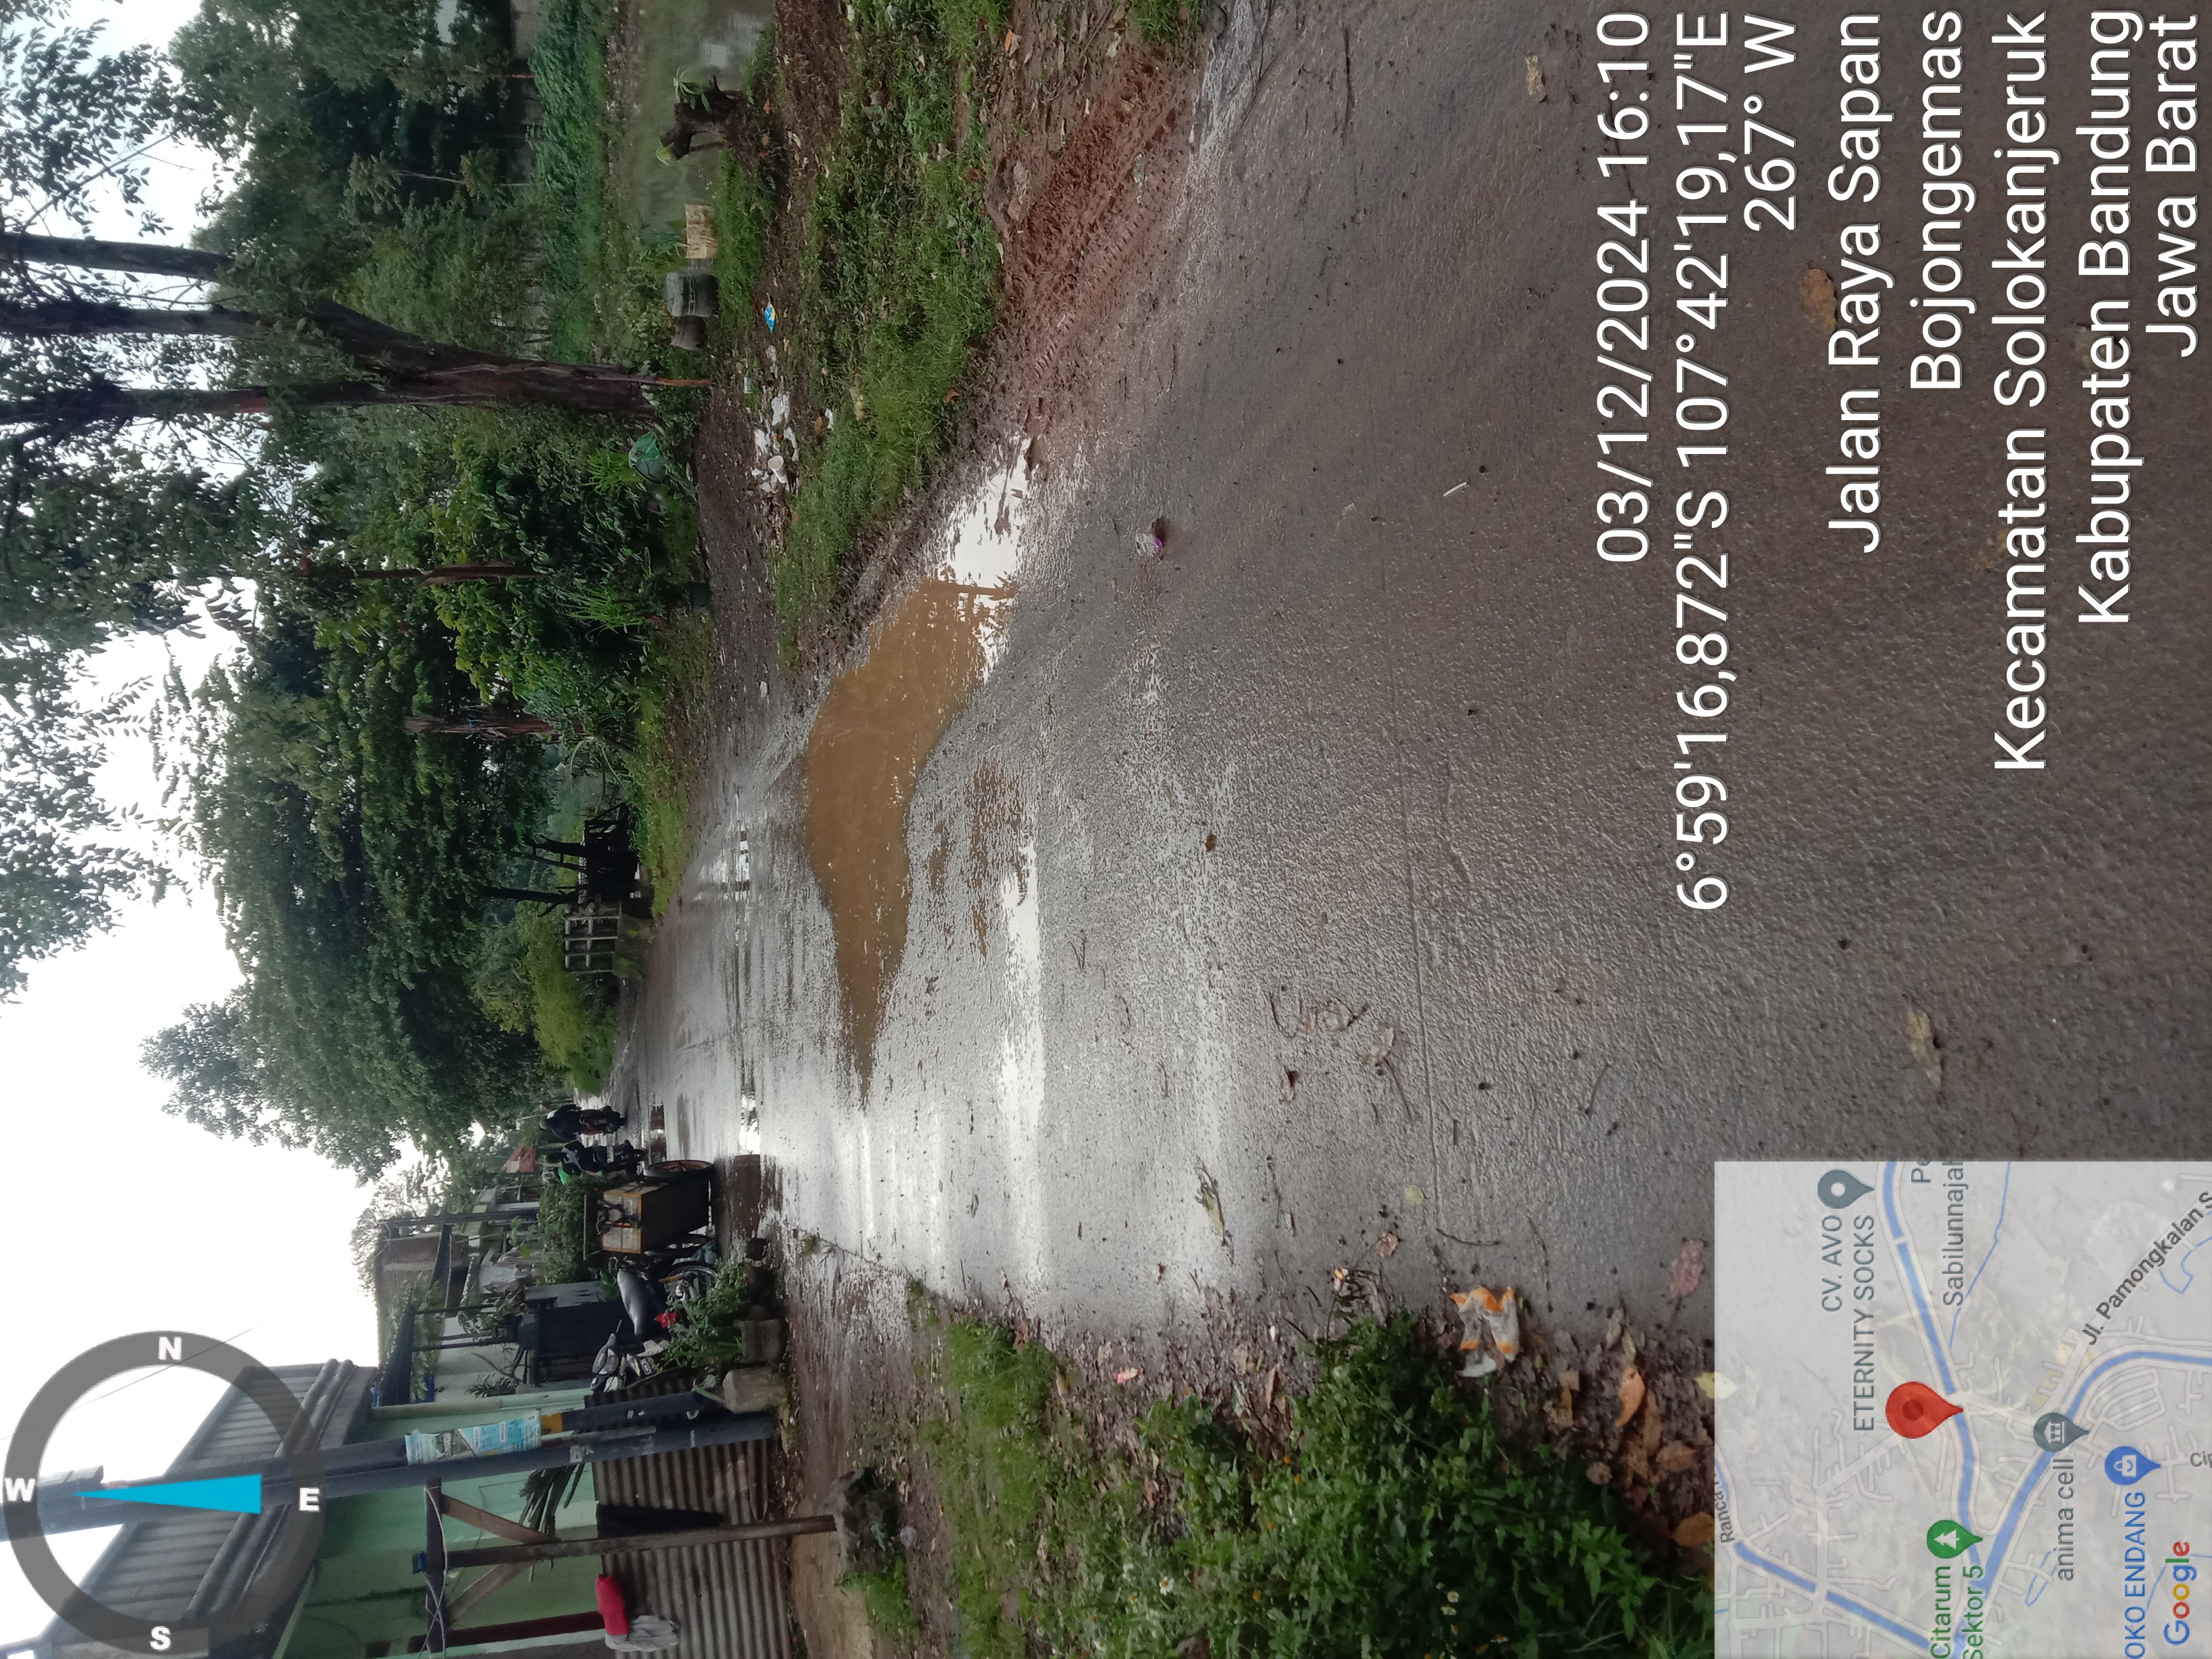 W
S
N
E
03/12/2024 16:10
6°59'16,872"S 107°42'19,17"E
267° W
Jalan Raya Sapan
Bojongemas
Kecamatan Solokanjeruk
Kabupaten Bandung
Jawa Barat
Ranca
CV. AVO
ETERNITY SOCKS
Citarum
Sektor 5
Sabilunnajah
anima cell
Jl. Pamongkalan S
OKO ENDANG
Google